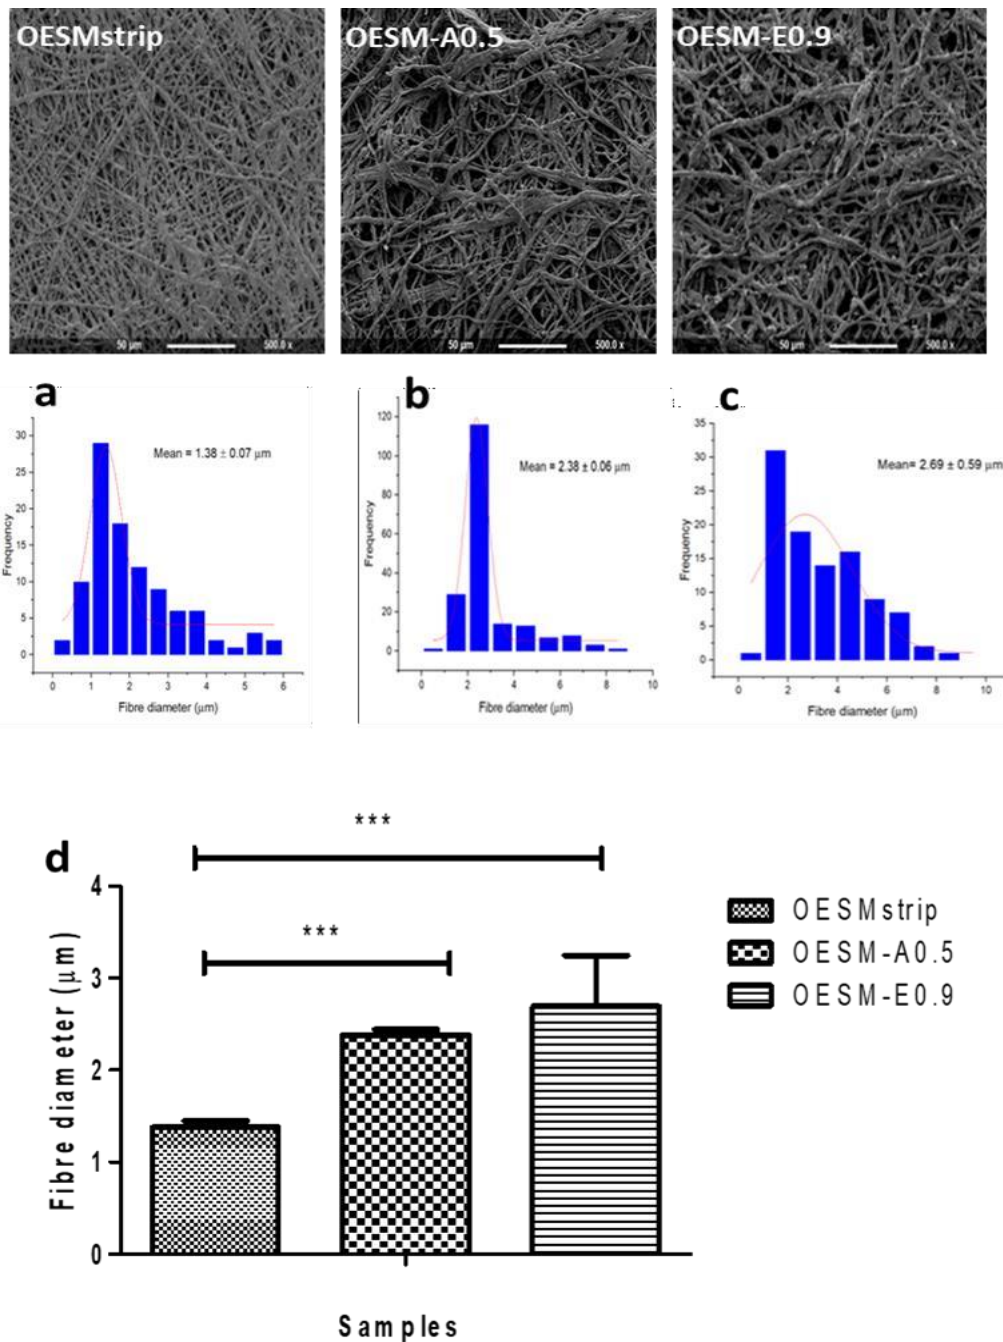 OESMstrip
OESM-A0.5
OESM-E0.9
50 µm
500.0 x
50 µm
500.0 x
50 µm
500.0 x
a
Mean = 1.38 ± 0.07 µm
Frequency
30
25
20
15
10
5
0
0 1 2 3 4 5 6
Fibre diameter (µm)
b
Mean = 2.38 ± 0.06 µm
Frequency
120
100
80
60
40
20
0
0 2 4 6 8 10
Fibre diameter (µm)
c
Mean= 2.69 ± 0.59 µm
Frequency
35
30
25
20
15
10
5
0
0 2 4 6 8 10
Fibre diameter (µm)
d
***
***
Fibre diameter (µm)
4
3
2
1
0
Samples
OESMstrip
OESM-A0.5
OESM-E0.9